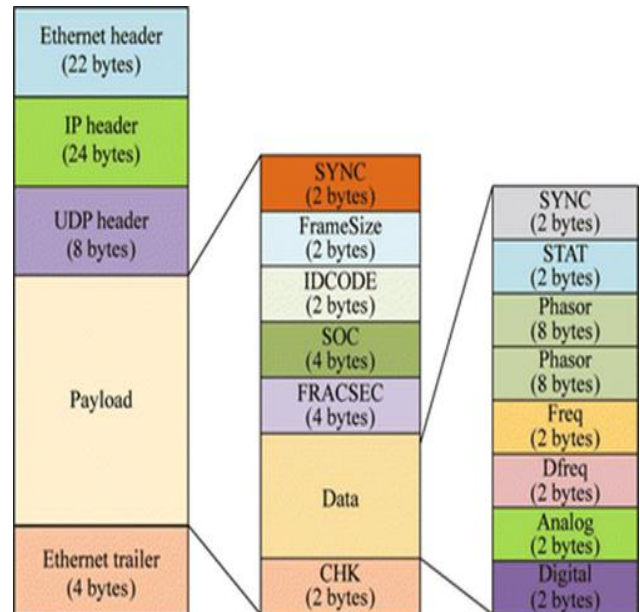 Ethernet header
(22 bytes)
IP header
(24 bytes)
UDP header
(8 bytes)
Payload
Ethernet trailer
(4 bytes)
SYNC
(2 bytes)
FrameSize
(2 bytes)
IDCODE
(2 bytes)
SOC
(4 bytes)
FRACSEC
(4 bytes)
Data
CHK
(2 bytes)
SYNC
(2 bytes)
STAT
(2 bytes)
Phasor
(8 bytes)
Phasor
(8 bytes)
Freq
(2 bytes)
Dfreq
(2 bytes)
Analog
(2 bytes)
Digital
(2 bytes)